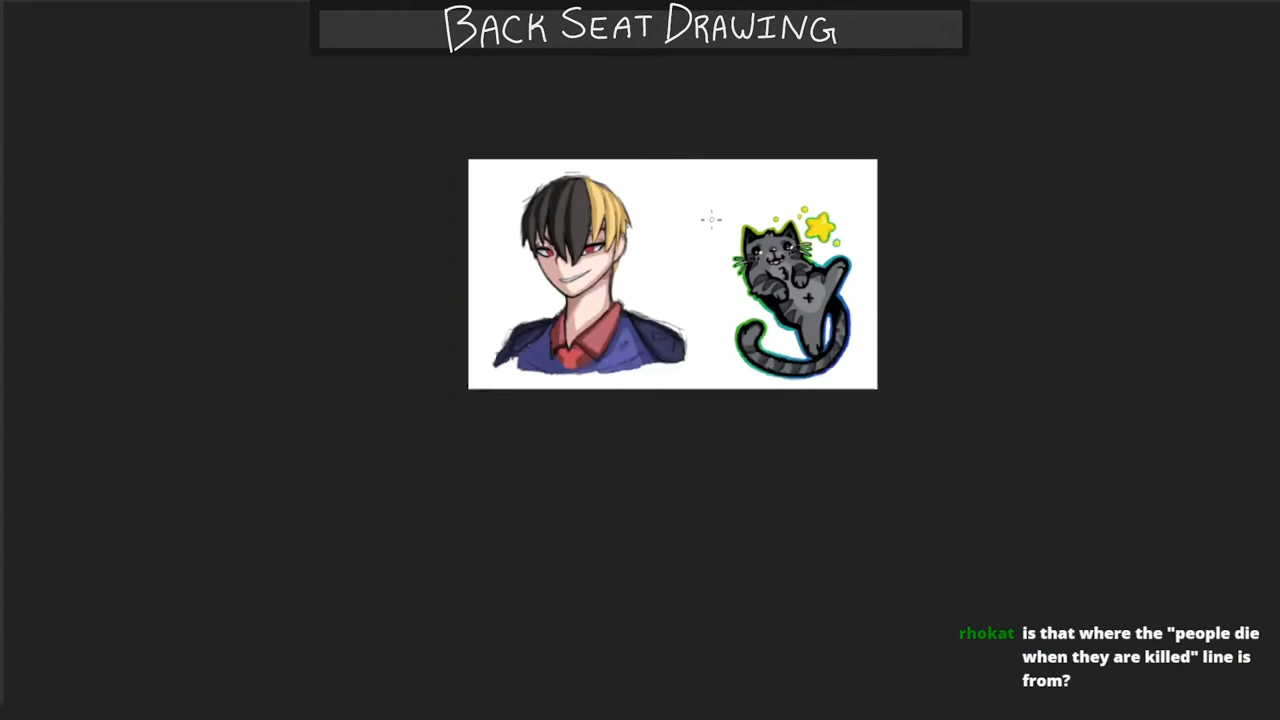 BACK SEAT DRAWING
rhokat is that where the "people die
when they are killed" line is
from?